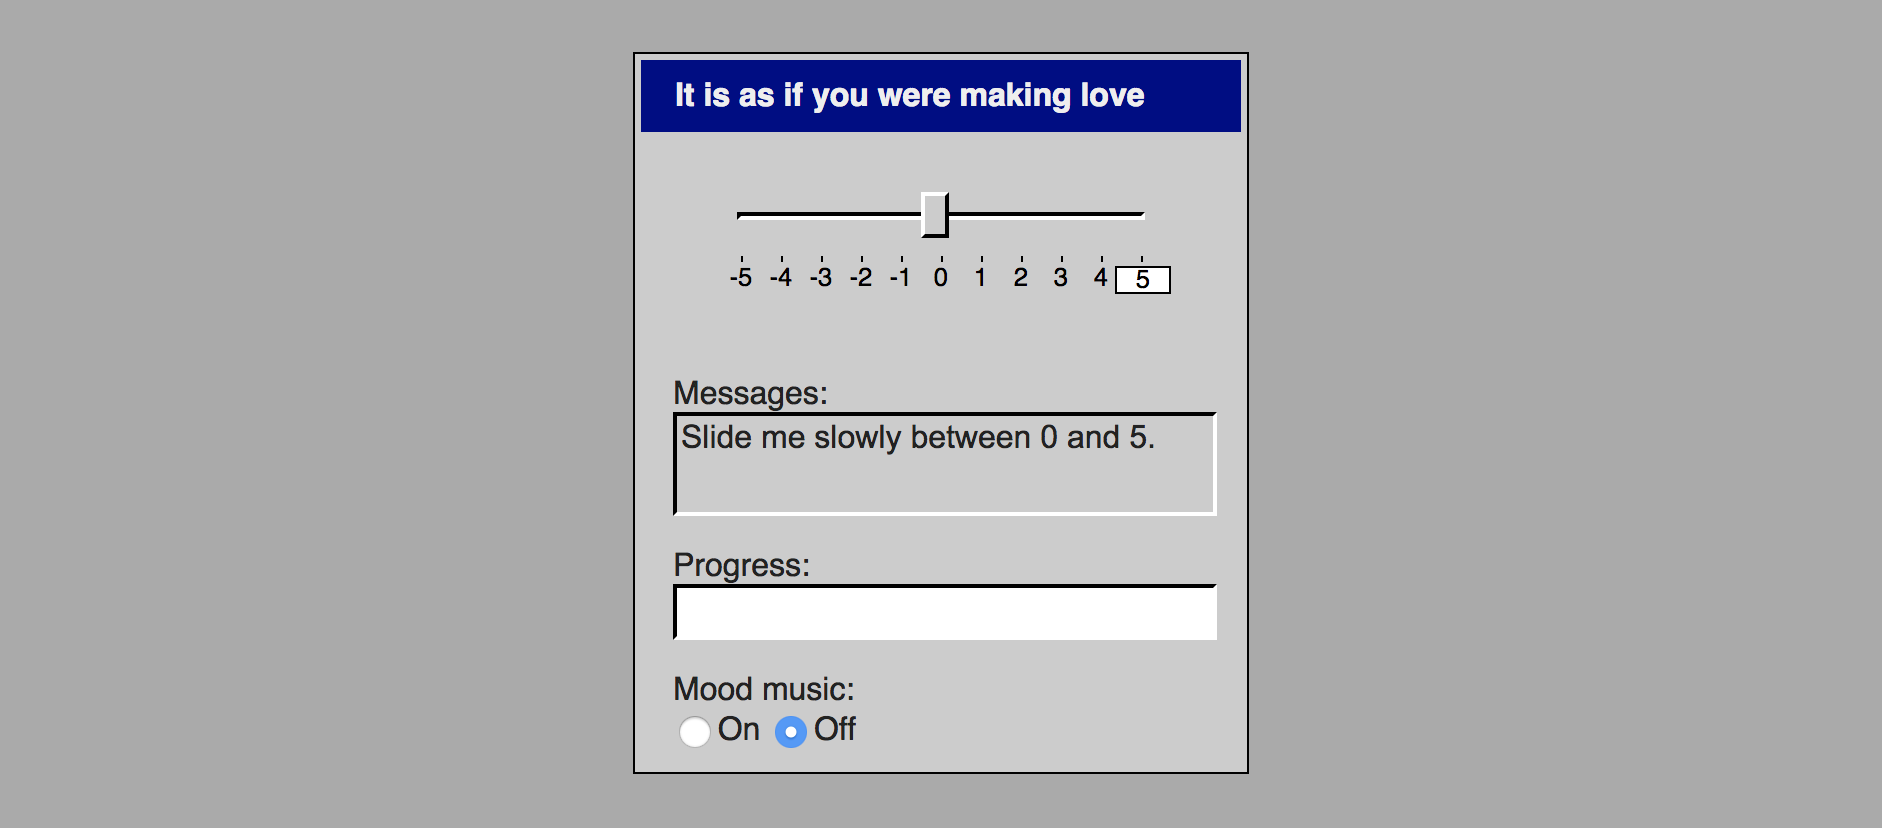 It is as if you were making love
-5 -4 -3 -2 -1 0 1 2 3 4 5
Messages:
Slide me slowly between 0 and 5.
Progress:
Mood music:
On Off